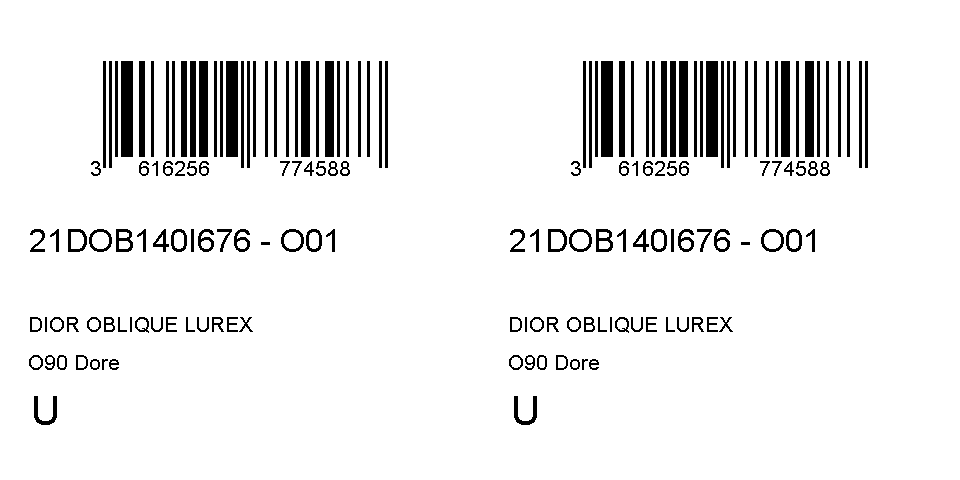 3 616256 774588
21DOB140I676 - O01
DIOR OBLIQUE LUREX
O90 Dore
U
3 616256 774588
21DOB140I676 - O01
DIOR OBLIQUE LUREX
O90 Dore
U